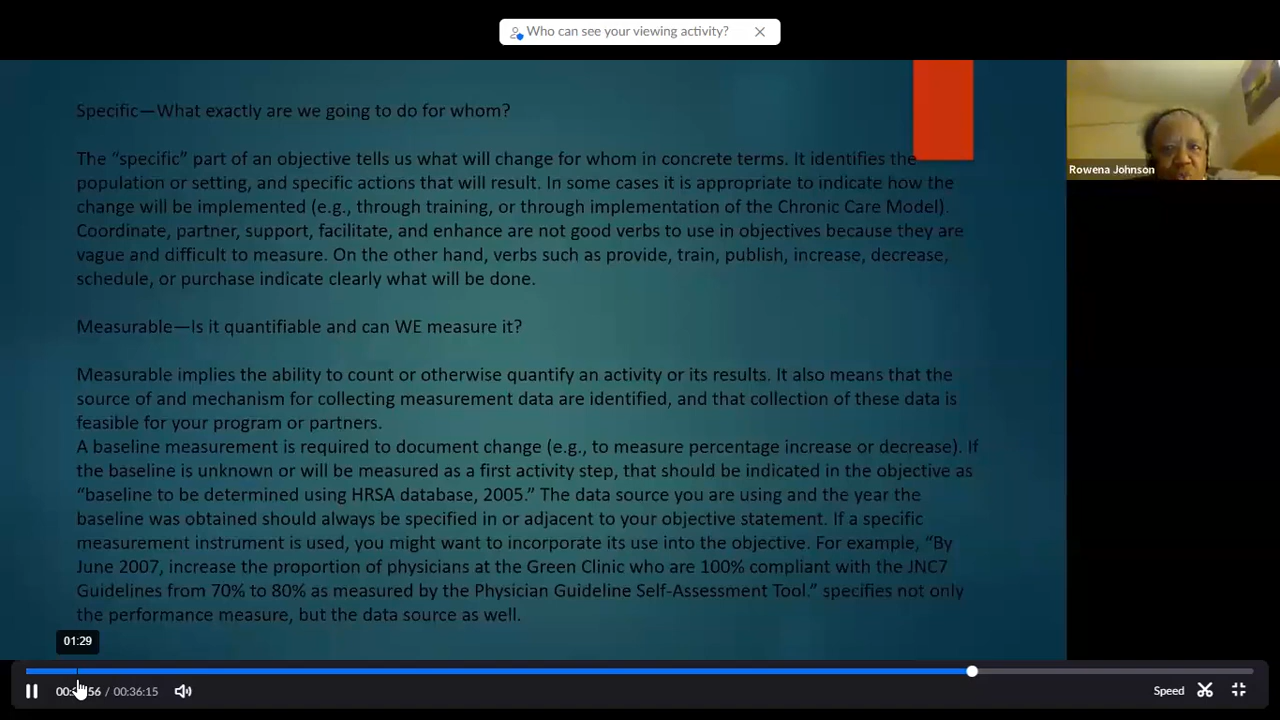 Who can see your viewing activity?
Specific—What exactly are we going to do for whom?
The “specific” part of an objective tells us what will change for whom in concrete terms. It identifies the
population or setting, and specific actions that will result. In some cases it is appropriate to indicate how the
change will be implemented (e.g., through training, or through implementation of the Chronic Care Model).
Coordinate, partner, support, facilitate, and enhance are not good verbs to use in objectives because they are
vague and difficult to measure. On the other hand, verbs such as provide, train, publish, increase, decrease,
schedule, or purchase indicate clearly what will be done.
Measurable—Is it quantifiable and can WE measure it?
Measurable implies the ability to count or otherwise quantify an activity or its results. It also means that the
source of and mechanism for collecting measurement data are identified, and that collection of these data is
feasible for your program or partners.
A baseline measurement is required to document change (e.g., to measure percentage increase or decrease). If
the baseline is unknown or will be measured as a first activity step, that should be indicated in the objective as
“baseline to be determined using HRSA database, 2005.” The data source you are using and the year the
baseline was obtained should always be specified in or adjacent to your objective statement. If a specific
measurement instrument is used, you might want to incorporate its use into the objective. For example, “By
June 2007, increase the proportion of physicians at the Green Clinic who are 100% compliant with the JNC7
Guidelines from 70% to 80% as measured by the Physician Guideline Self-Assessment Tool.” specifies not only
the performance measure, but the data source as well.
Rowena Johnson
01:29
/ 00:36:15
Speed